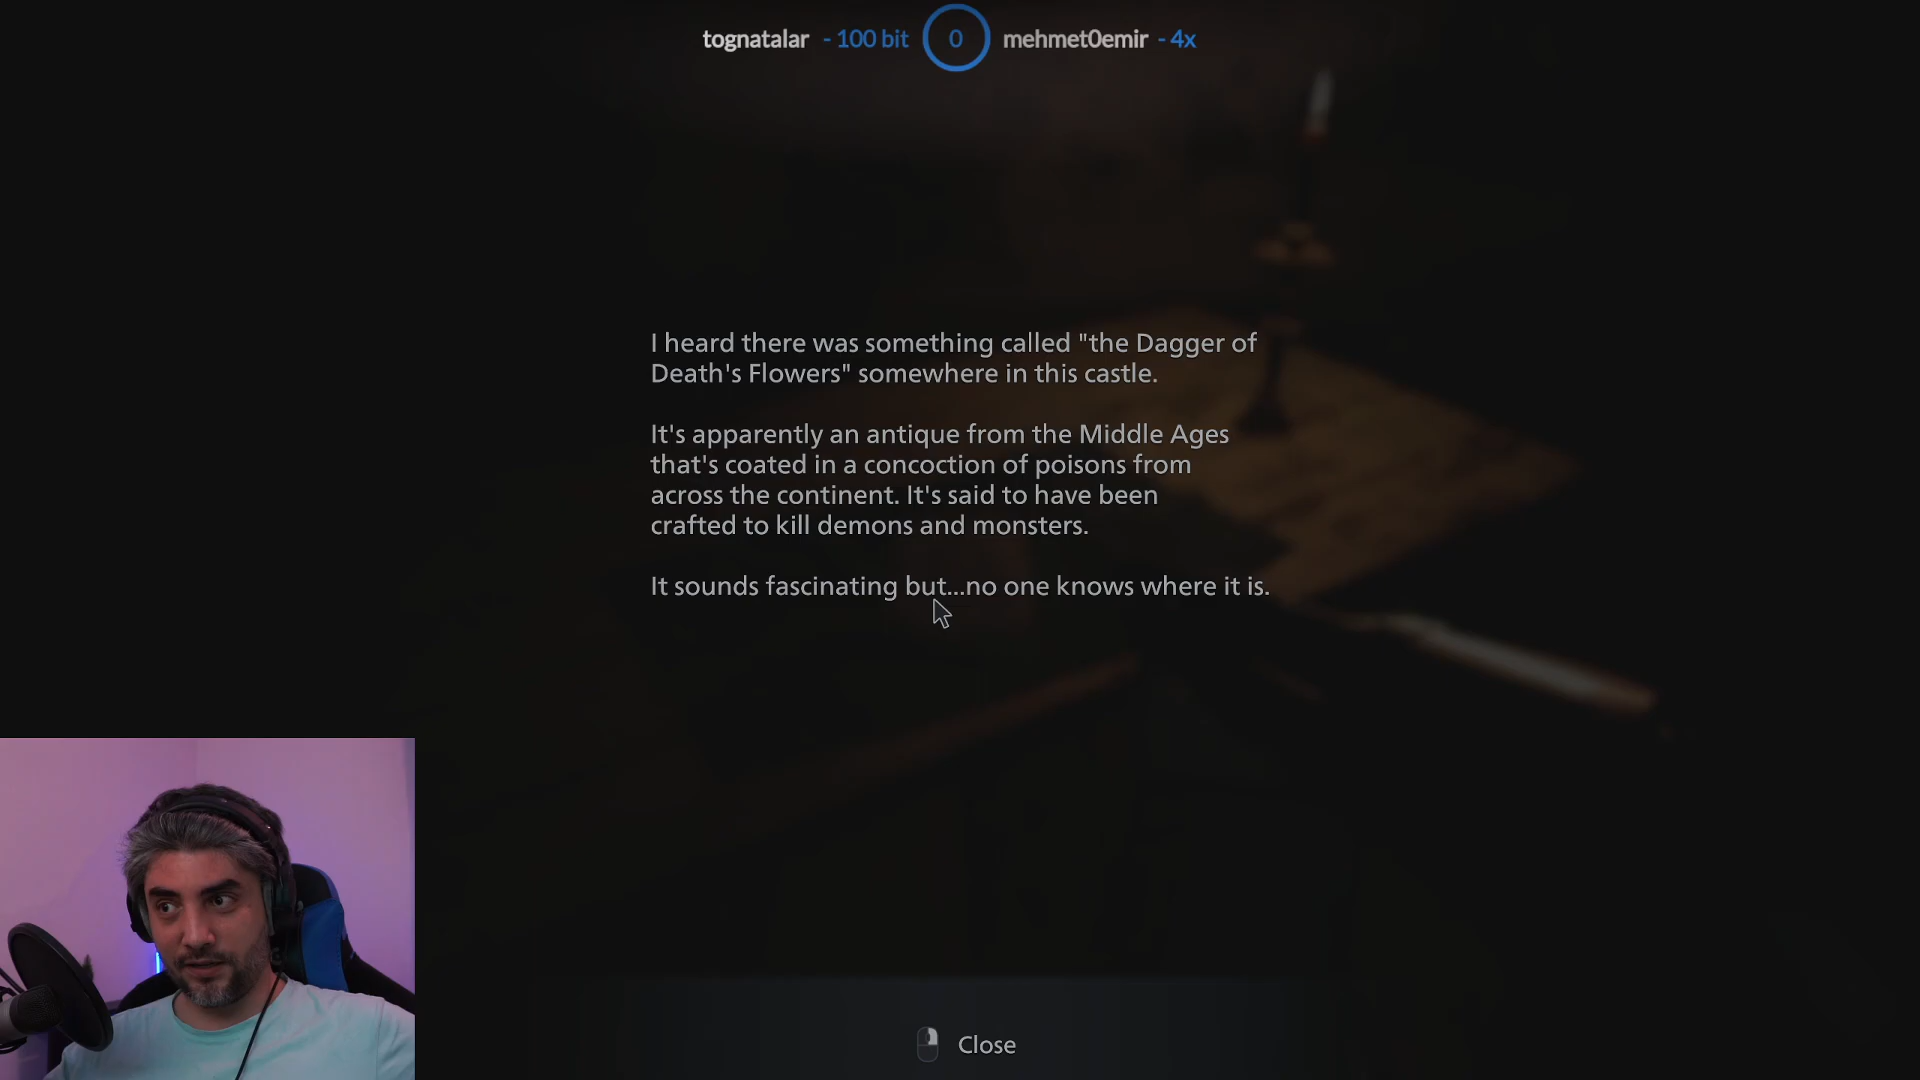 tognatalar - 100 bit 0 mehmet0emir - 4x
I heard there was something called "the Dagger of
Death's Flowers" somewhere in this castle.
It's apparently an antique from the Middle Ages
that's coated in a concoction of poisons from
across the continent. It's said to have been
crafted to kill demons and monsters.
It sounds fascinating but...no one knows where it is.
Close